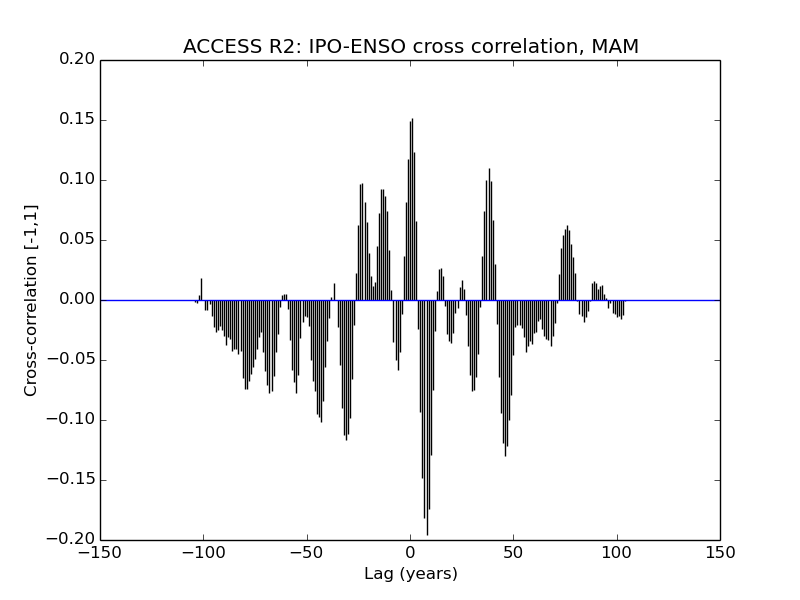 ACCESS R2: IPO-ENSO cross correlation, MAM
0.20
0.15
0.10
0.05
0.00
−0.05
−0.10
−0.15
−0.20
Cross-correlation [-1,1]
−150 −100 −50 0 50 100 150
Lag (years)